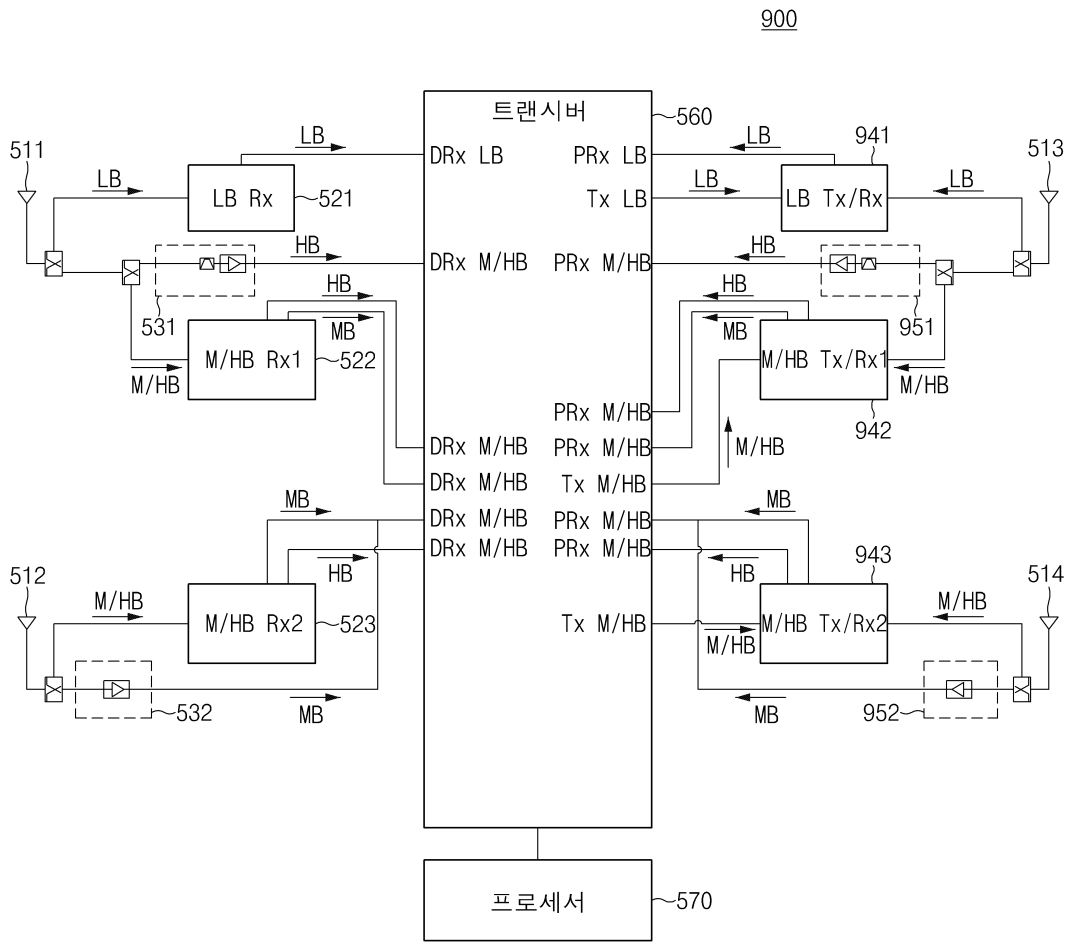 900
트랜시버
560
511
LB
LB
LB Rx
521
DRx LB
PRx LB
LB
941
513
Tx LB
LB
LB Tx/Rx
LB
HB
DRx M/HB
PRx M/HB
HB
531
951
HB
MB
HB
MB
M/HB Rx1
522
M/HB
M/HB Tx/Rx1
M/HB
942
PRx M/HB
DRx M/HB
PRx M/HB
M/HB
DRx M/HB
Tx M/HB
MB
DRx M/HB
PRx M/HB
MB
DRx M/HB
PRx M/HB
HB
HB
943
512
514
M/HB
M/HB Rx2
523
Tx M/HB
M/HB
M/HB Tx/Rx2
M/HB
532
MB
MB
952
프로세서
570